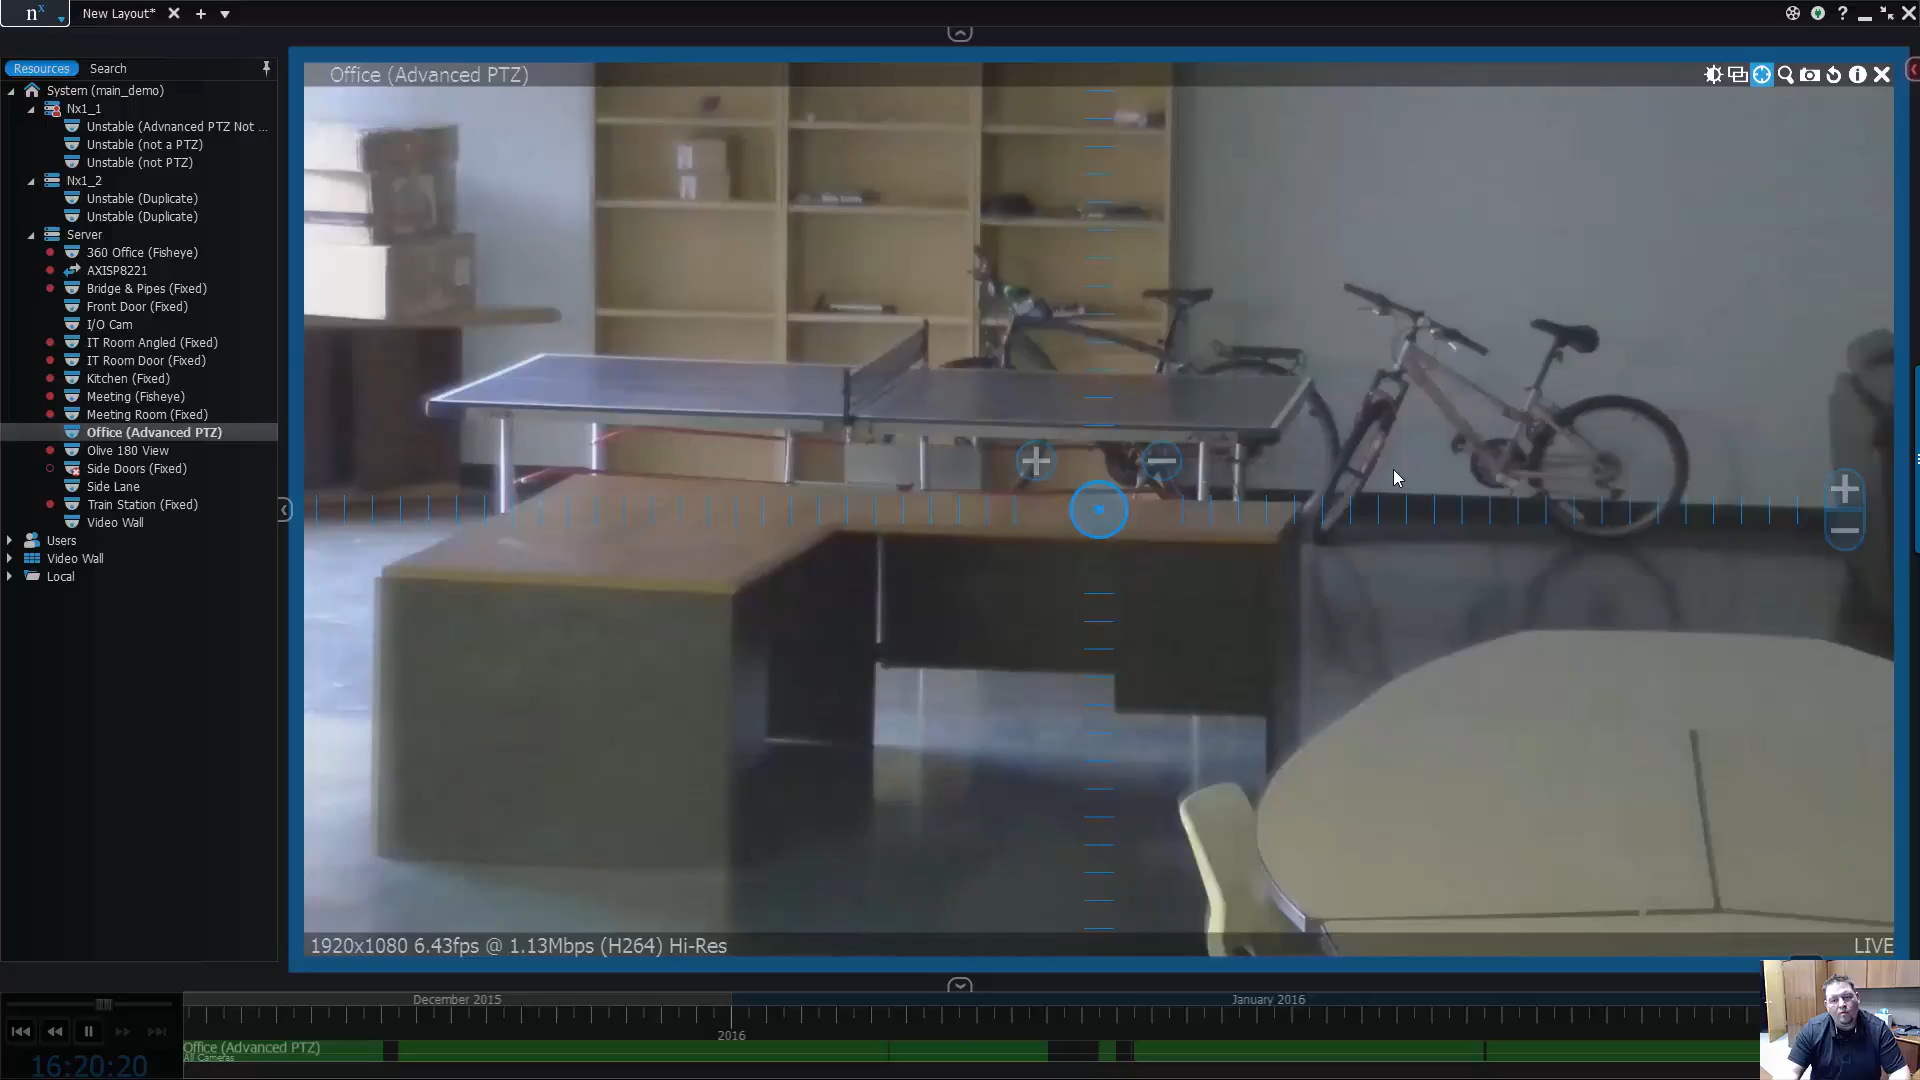 nx
New Layout*
?
Resources
Search
System (main_demo)
Nx1_1
Unstable (Advnanced PTZ Not ...
Unstable (not a PTZ)
Unstable (not PTZ)
Nx1_2
Unstable (Duplicate)
Unstable (Duplicate)
Server
360 Office (Fisheye)
AXISP8221
Bridge & Pipes (Fixed)
Front Door (Fixed)
I/O Cam
IT Room Angled (Fixed)
IT Room Door (Fixed)
Kitchen (Fixed)
Meeting (Fisheye)
Meeting Room (Fixed)
Office (Advanced PTZ)
Olive 180 View
Side Doors (Fixed)
Side Lane
Train Station (Fixed)
Video Wall
Users
Video Wall
Local
Office (Advanced PTZ)
1920x1080 6.43fps @ 1.13Mbps (H264) Hi-Res
LIVE
December 2015
January 2016
2016
Office (Advanced PTZ)
All Cameras
16:20:20